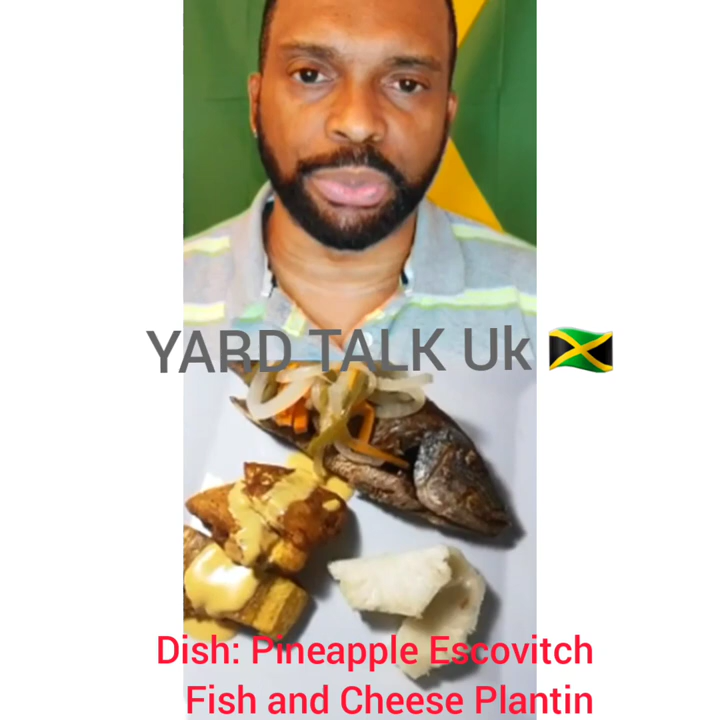 YARD TALK Uk 🇯🇲
Dish: Pineapple Escovitch
Fish and Cheese Plantin